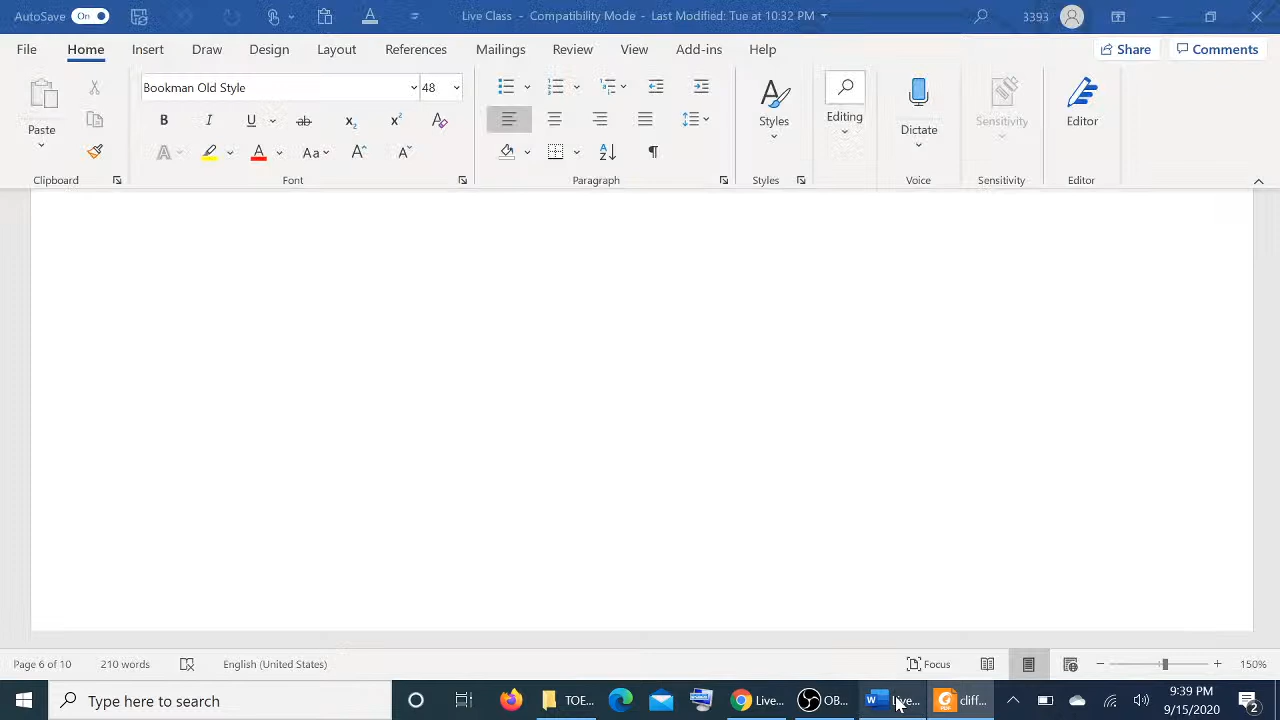 AutoSave On Live Class - Compatibility Mode - Last Modified: Tue at 10:32 PM 3393
File Home Insert Draw Design Layout References Mailings Review View Add-ins Help Share Comments
Bookman Old Style 48
Paste Styles Editing Dictate Sensitivity Editor
Clipboard Font Paragraph Styles Voice Sensitivity Editor
Page 6 of 10 210 words English (United States) Focus 150%
Type here to search TOE... Live... OB... Live... cliff... 9:39 PM
9/15/2020 2